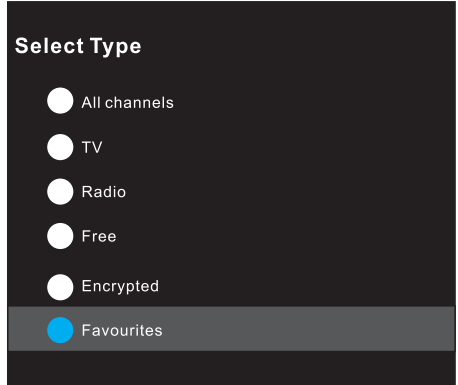 Select Type
All channels
TV
Radio
Free
Encrypted
Favourites